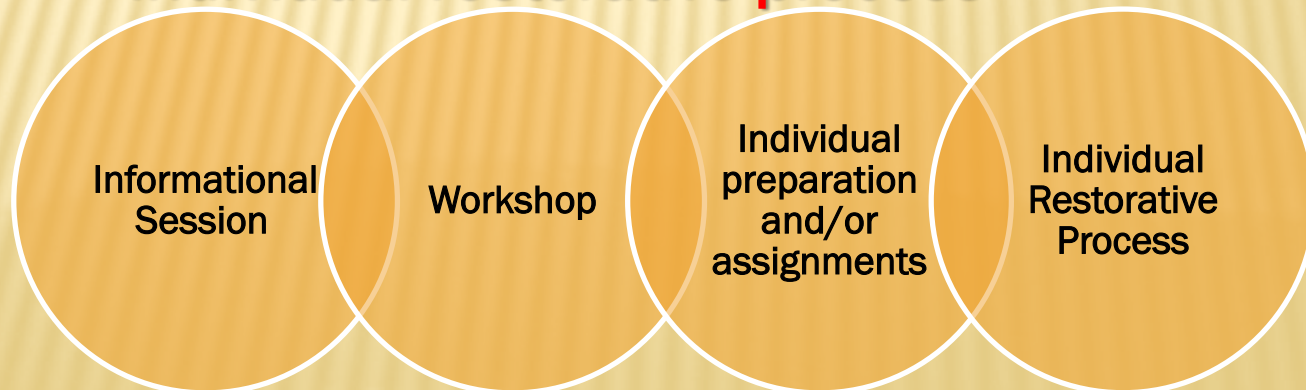 Informational
Session
Workshop
Individual
preparation
and/or
assignments
Individual
Restorative
Process